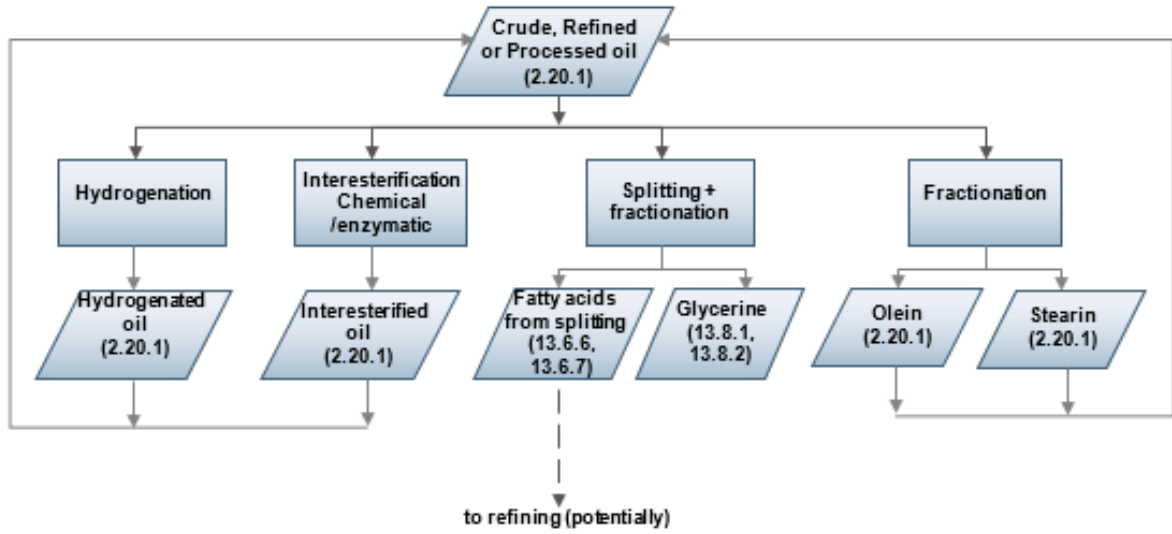 Crude, Refined
or Processed oil
(2.20.1)
Hydrogenation
Interesterification
Chemical
/enzymatic
Splitting +
fractionation
Fractionation
Hydrogenated
oil
(2.20.1)
Interesterified
oil
(2.20.1)
Fatty acids
from splitting
(13.6.6,
13.6.7)
Glycerine
(13.8.1,
13.8.2)
Olein
(2.20.1)
Stearin
(2.20.1)
to refining (potentially)